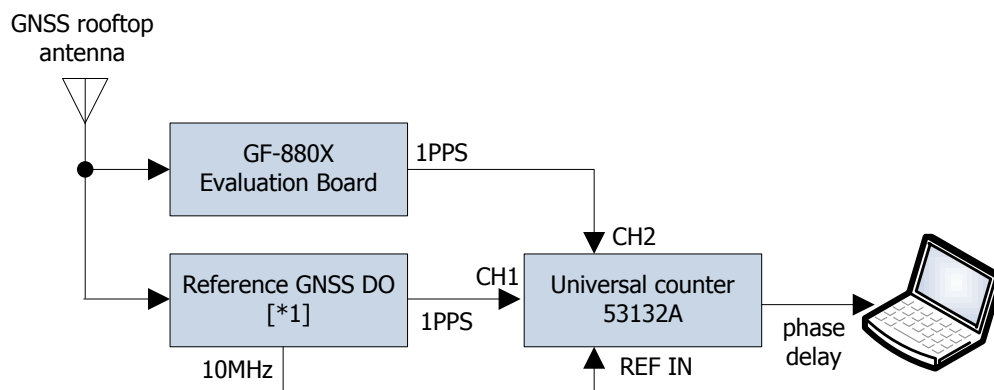 GNSS rooftop
antenna
GF-880X
Evaluation Board
1PPS
CH2
Reference GNSS DO
[*1]
CH1
1PPS
Universal counter
53132A
phase
delay
10MHz
REF IN